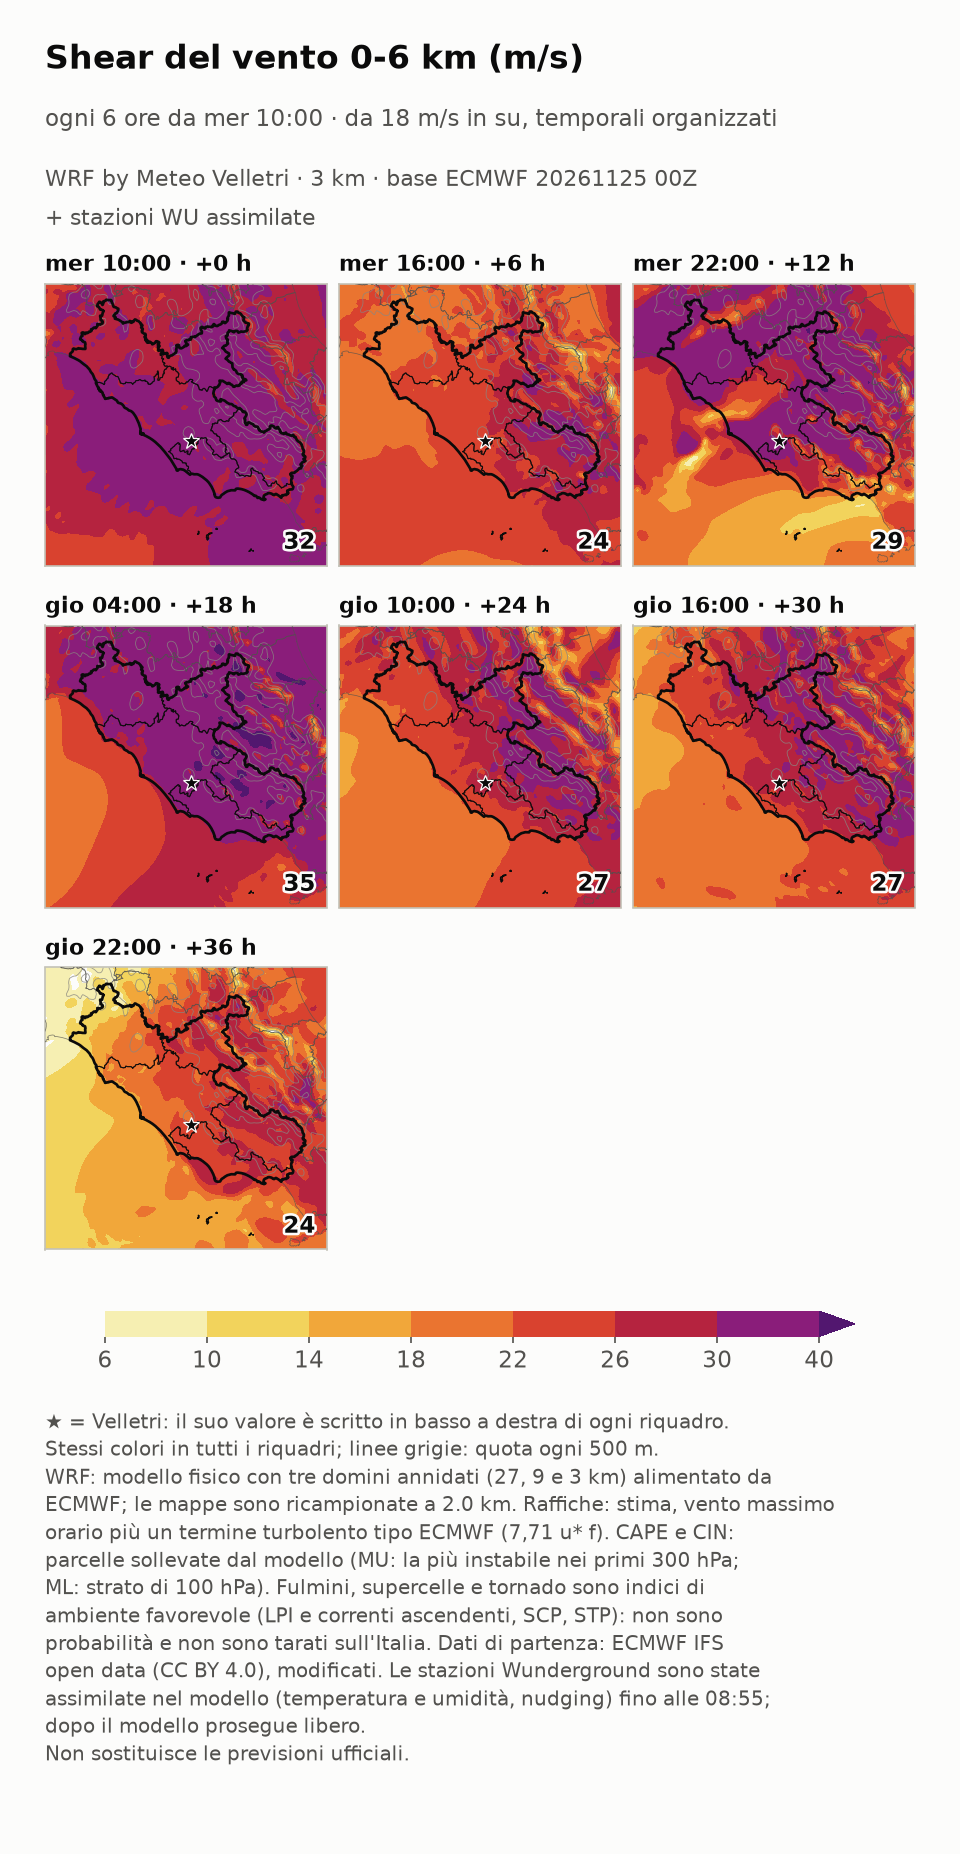 Shear del vento 0-6 km (m/s)
ogni 6 ore da mer 10:00 · da 18 m/s in su, temporali organizzati
WRF by Meteo Velletri · 3 km · base ECMWF 20261125 00Z
+ stazioni WU assimilate
mer 10:00 · +0 h
mer 16:00 · +6 h
mer 22:00 · +12 h
32
24
29
gio 04:00 · +18 h
gio 10:00 · +24 h
gio 16:00 · +30 h
35
27
27
gio 22:00 · +36 h
24
6 10 14 18 22 26 30 40
★ = Velletri: il suo valore è scritto in basso a destra di ogni riquadro.
Stessi colori in tutti i riquadri; linee grigie: quota ogni 500 m.
WRF: modello fisico con tre domini annidati (27, 9 e 3 km) alimentato da
ECMWF; le mappe sono ricampionate a 2.0 km. Raffiche: stima, vento massimo
orario più un termine turbolento tipo ECMWF (7,71 u* f). CAPE e CIN:
parcelle sollevate dal modello (MU: la più instabile nei primi 300 hPa;
ML: strato di 100 hPa). Fulmini, supercelle e tornado sono indici di
ambiente favorevole (LPI e correnti ascendenti, SCP, STP): non sono
probabilità e non sono tarati sull'Italia. Dati di partenza: ECMWF IFS
open data (CC BY 4.0), modificati. Le stazioni Wunderground sono state
assimilate nel modello (temperatura e umidità, nudging) fino alle 08:55;
dopo il modello prosegue libero.
Non sostituisce le previsioni ufficiali.